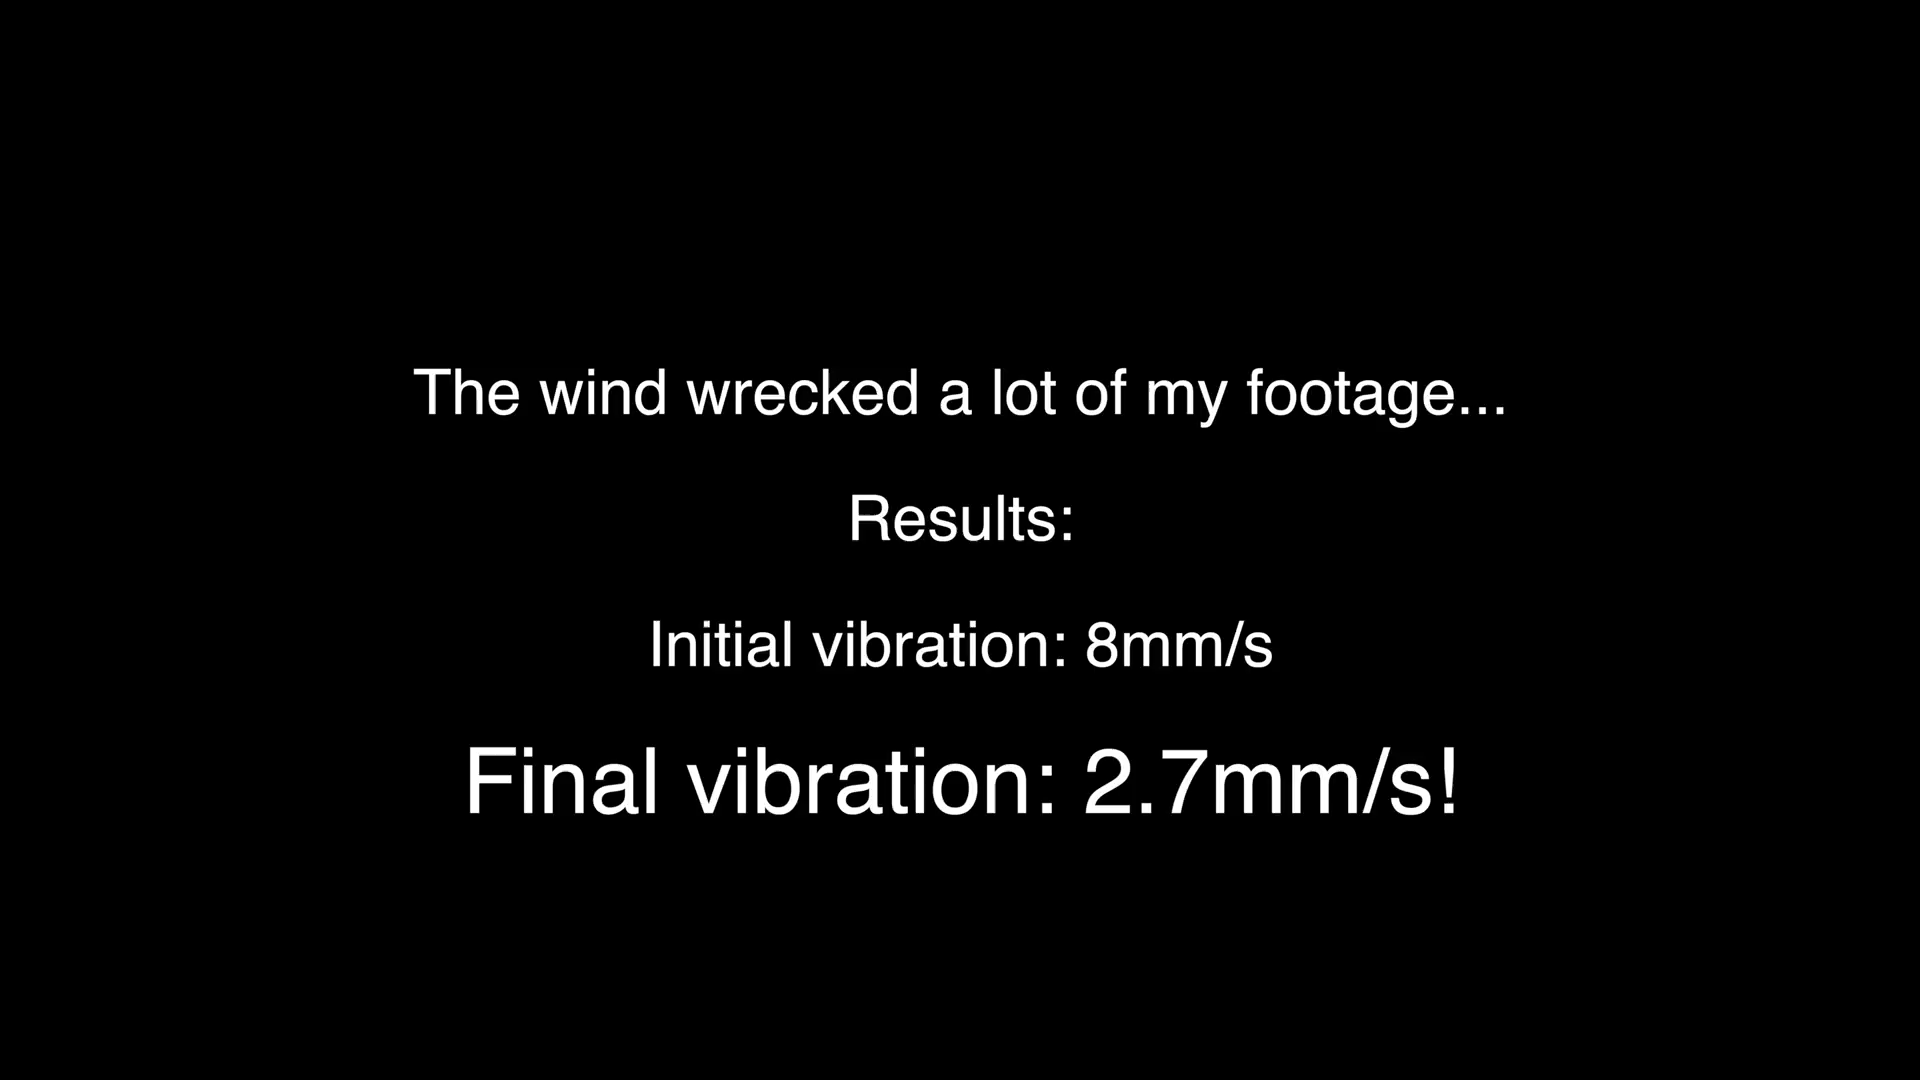 The wind wrecked a lot of my footage...
Results:
Initial vibration: 8mm/s
Final vibration: 2.7mm/s!